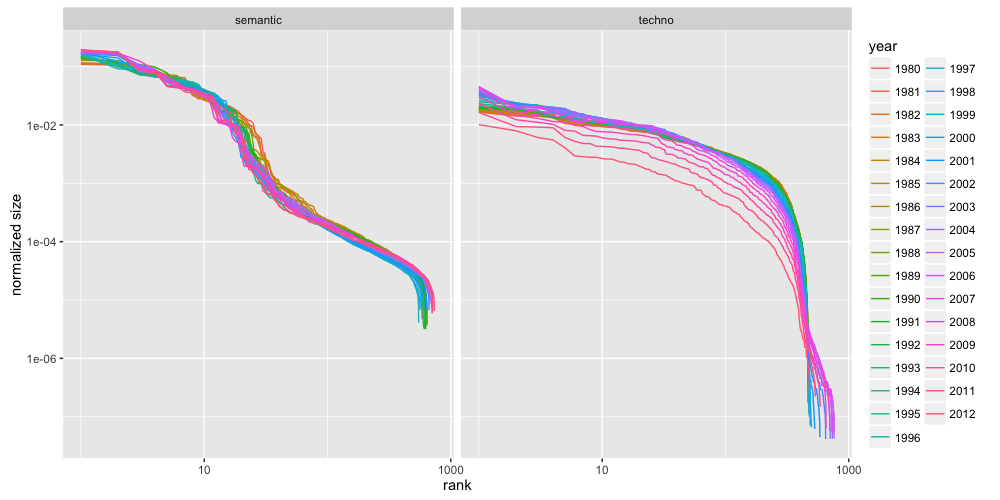 semantic techno
normalized size
1e-02
1e-04
1e-06
10 1000 10 1000
rank
year
1980 1997
1981 1998
1982 1999
1983 2000
1984 2001
1985 2002
1986 2003
1987 2004
1988 2005
1989 2006
1990 2007
1991 2008
1992 2009
1993 2010
1994 2011
1995 2012
1996